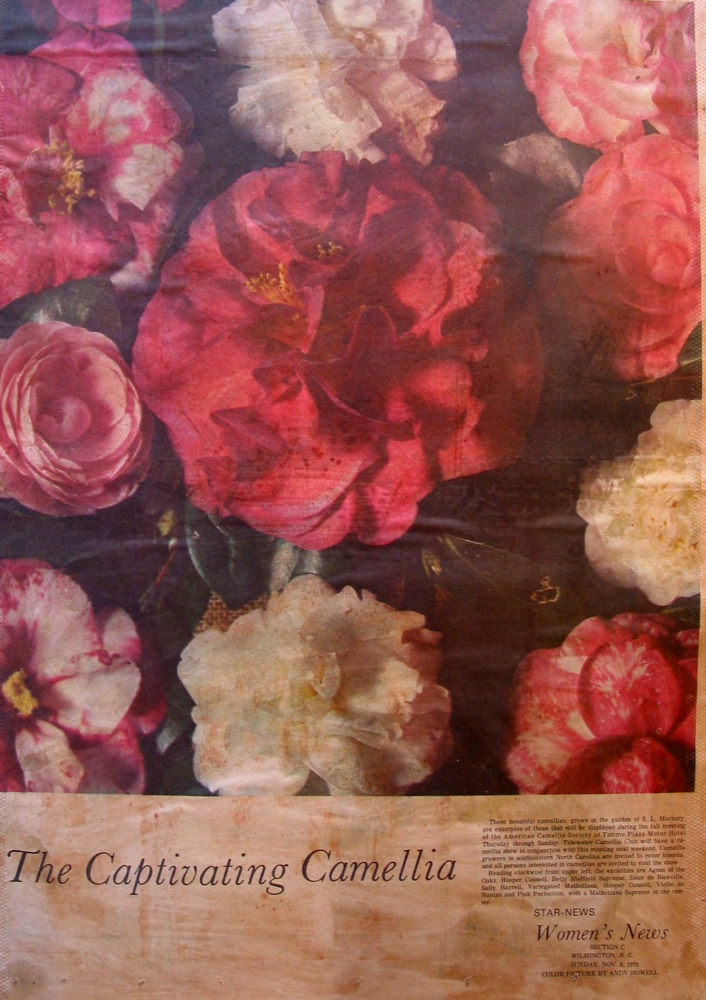 The Captivating Camellia
These beautiful camellias, grown in the garden of S. L. Marbury,
are examples of those that will be displayed during the fall meeting
of the American Camellia Society at Timme Plaza Motor Hotel
Thursday through Sunday. Tidewater Camellia Club will have a ca-
mellia show in conjunction with this meeting next weekend. Camellia
growers in southeastern North Carolina are invited to enter blooms,
and all persons interested in camellias are invited to visit the show.
Reading clockwise from upper left, the varieties are Agnes of the
Oaks, Hooper Connell, Betty Sheffield Supreme, Sieur de Bienville,
Sally Harrell, Variegated Mathotiana, Hooper Connell, Vielle de
Nantes and Pink Perfection, with a Mathotiana Supreme in the cen-
ter.
STAR-NEWS
Women's News
SECTION C
WILMINGTON, N. C.
SUNDAY, NOV. 8, 1970
COLOR PICTURE BY ANDY HOWELL